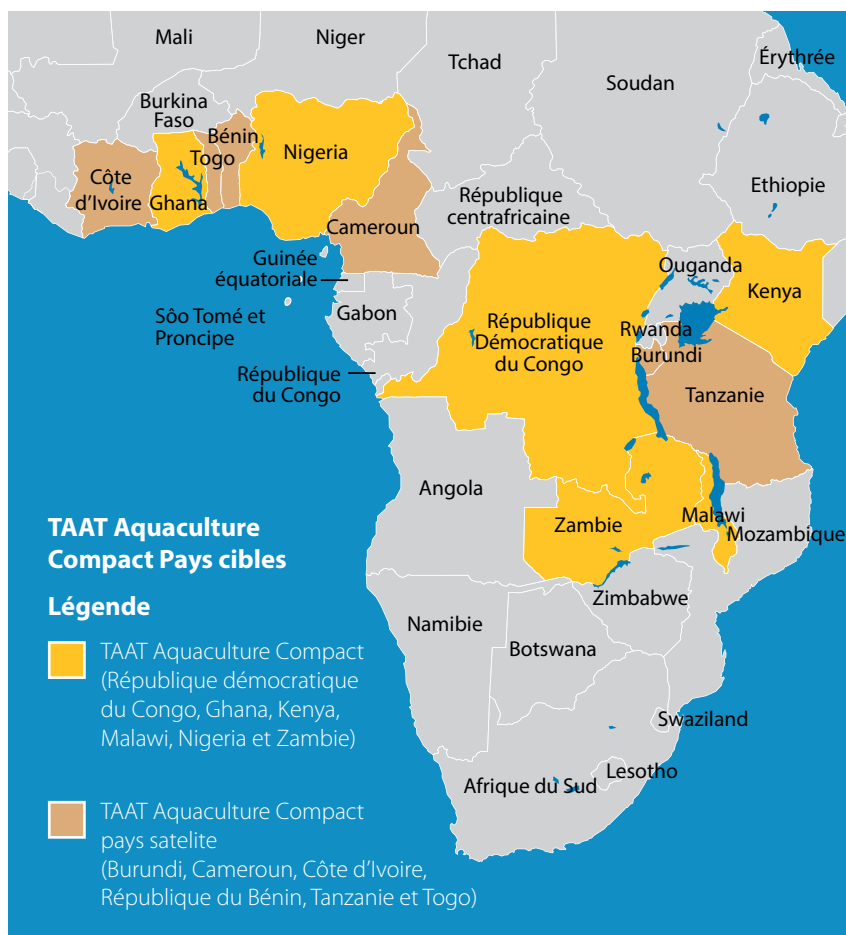 Mali
Niger
Tchad
Soudan
Érythrée
Burkina
Faso
Bénin
Togo
Nigeria
Côte
d'Ivoire
Ghana
Ethiopie
République
centrafricaine
Cameroun
Guinée
équatoriale
Ouganda
Kenya
Sôo Tomé et
Proncipe
Gabon
République
Démocratique
du Congo
Rwanda
Burundi
République
du Congo
Tanzanie
Angola
Zambie
Malawi
Mozambique
Zimbabwe
Namibie
Botswana
Swaziland
Lesotho
Afrique du Sud
TAAT Aquaculture
Compact Pays cibles
Légende
TAAT Aquaculture Compact
(République démocratique
du Congo, Ghana, Kenya,
Malawi, Nigeria et Zambie)
TAAT Aquaculture Compact
pays satelite
(Burundi, Cameroun, Côte d'Ivoire,
République du Bénin, Tanzanie et Togo)